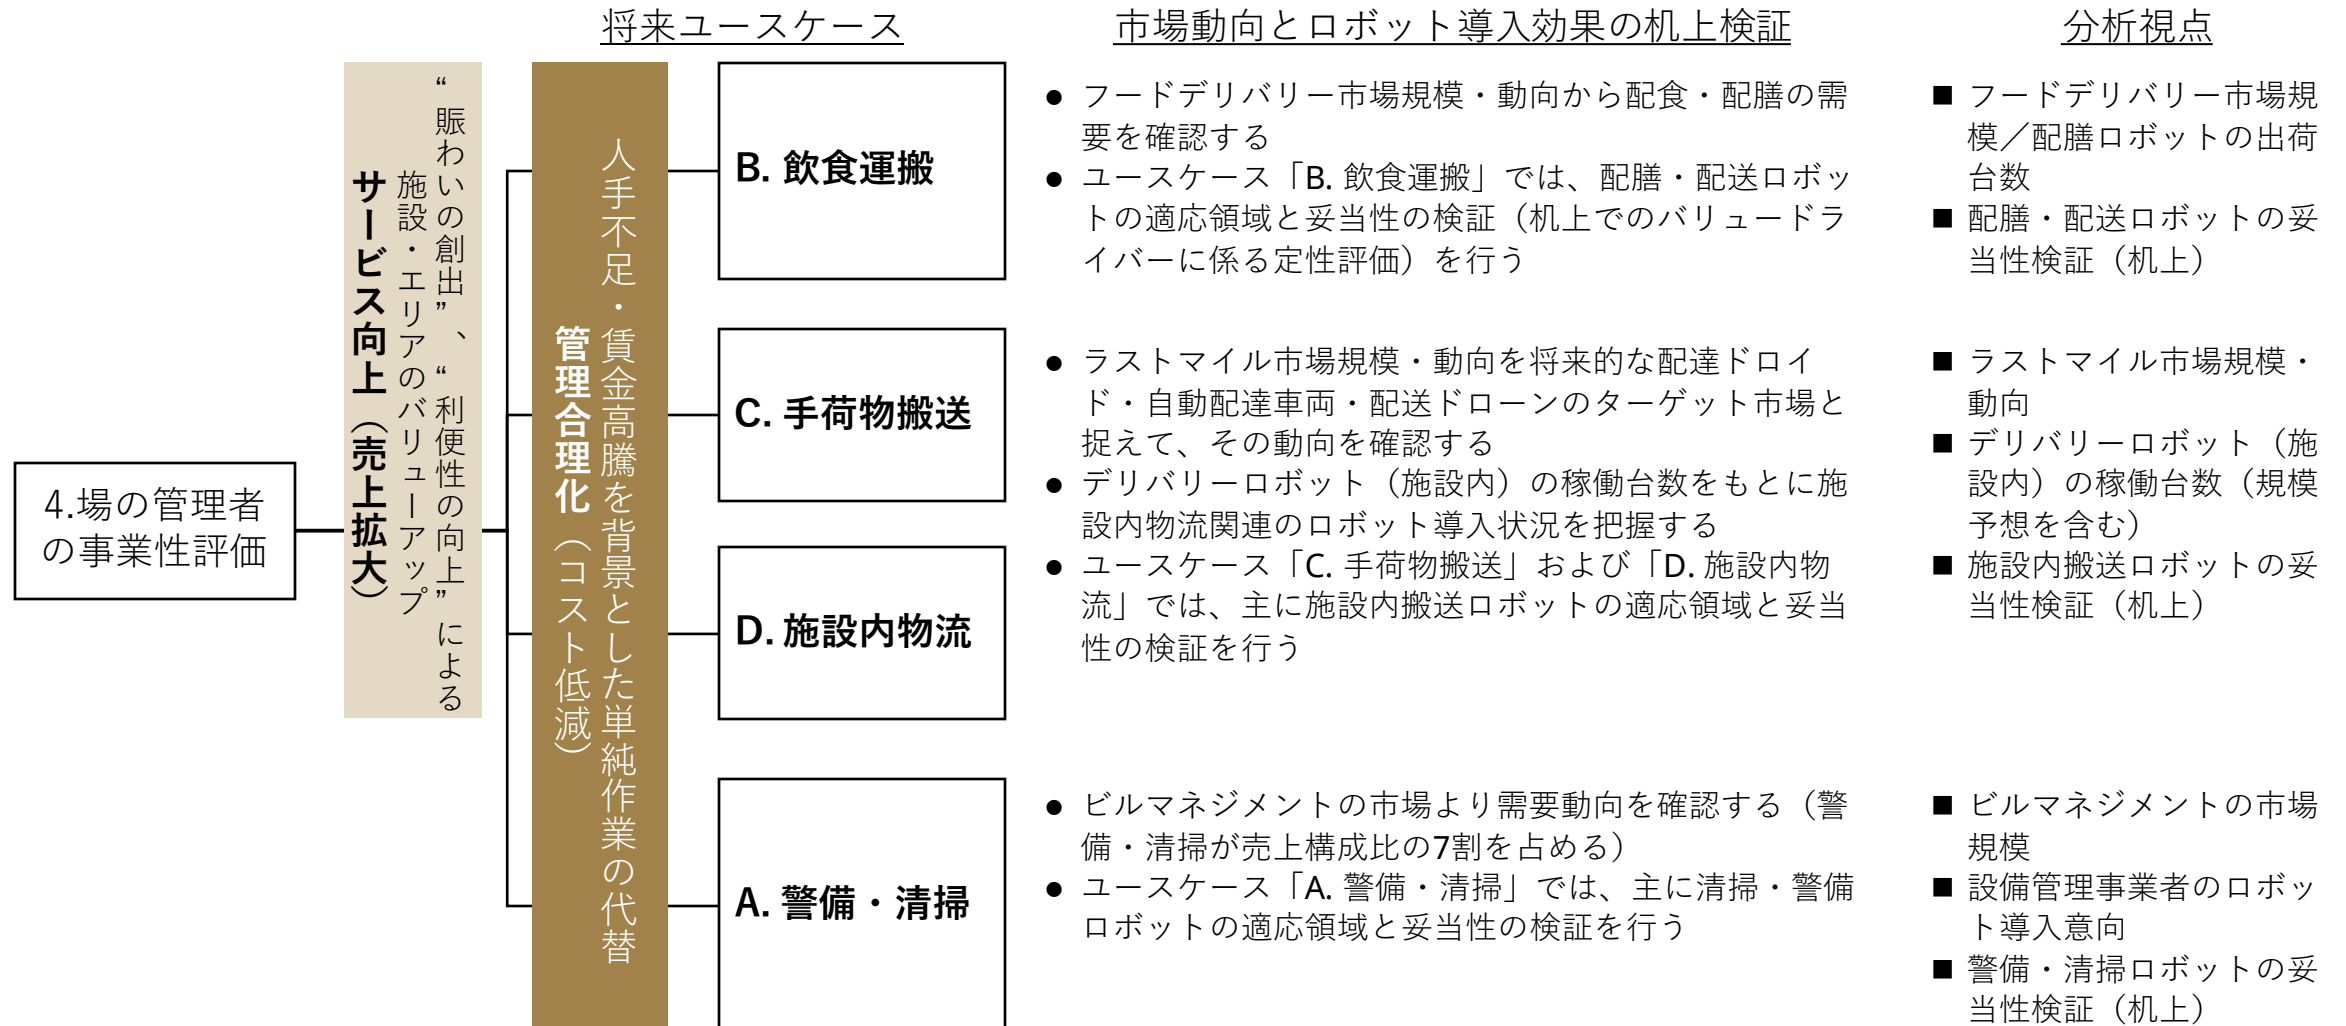 将来ユースケース
市場動向とロボット導入効果の机上検証
分析視点
4.場の管理者
の事業性評価
“賑わいの創出”、“利便性の向上”による
施設・エリアのバリューアップ
サービス向上（売上拡大）
人手不足・賃金高騰を背景とした単純作業の代替
管理合理化（コスト低減）
B. 飲食運搬
● フードデリバリー市場規模・動向から配食・配膳の需
要を確認する
● ユースケース「B. 飲食運搬」では、配膳・配送ロボッ
トの適応領域と妥当性の検証（机上でのバリュードラ
イバーに係る定性評価）を行う
■ フードデリバリー市場規
模／配膳ロボットの出荷
台数
■ 配膳・配送ロボットの妥
当性検証（机上）
C. 手荷物搬送
D. 施設内物流
● ラストマイル市場規模・動向を将来的な配達ドロイ
ド・自動配達車両・配送ドローンのターゲット市場と
捉えて、その動向を確認する
● デリバリーロボット（施設内）の稼働台数をもとに施
設内物流関連のロボット導入状況を把握する
● ユースケース「C. 手荷物搬送」および「D. 施設内物
流」では、主に施設内搬送ロボットの適応領域と妥当
性の検証を行う
■ ラストマイル市場規模・
動向
■ デリバリーロボット（施
設内）の稼働台数（規模
予想を含む）
■ 施設内搬送ロボットの妥
当性検証（机上）
A. 警備・清掃
● ビルマネジメントの市場より需要動向を確認する（警
備・清掃が売上構成比の7割を占める）
● ユースケース「A. 警備・清掃」では、主に清掃・警備
ロボットの適応領域と妥当性の検証を行う
■ ビルマネジメントの市場
規模
■ 設備管理事業者のロボッ
ト導入意向
■ 警備・清掃ロボットの妥
当性検証（机上）